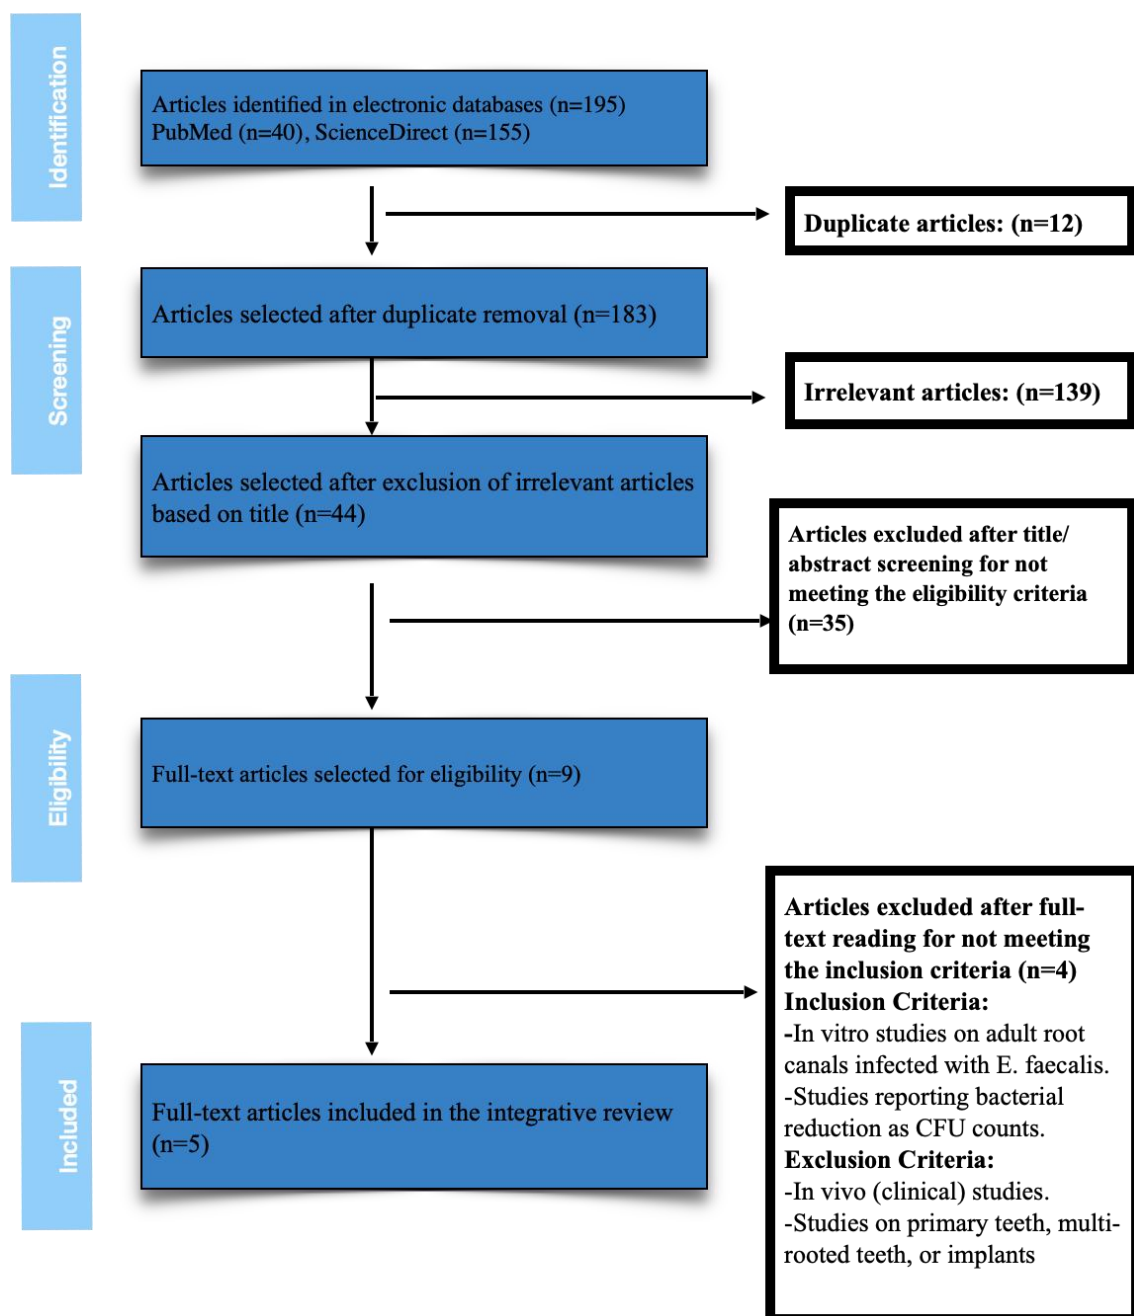 Identification
Articles identified in electronic databases (n=195)
PubMed (n=40), ScienceDirect (n=155)
Duplicate articles: (n=12)
Screening
Articles selected after duplicate removal (n=183)
Irrelevant articles: (n=139)
Articles selected after exclusion of irrelevant articles
based on title (n=44)
Articles excluded after title/
abstract screening for not
meeting the eligibility criteria
(n=35)
Eligibility
Full-text articles selected for eligibility (n=9)
Articles excluded after full-
text reading for not meeting
the inclusion criteria (n=4)
Inclusion Criteria:
-In vitro studies on adult root
canals infected with E. faecalis.
-Studies reporting bacterial
reduction as CFU counts.
Exclusion Criteria:
-In vivo (clinical) studies.
-Studies on primary teeth, multi-
rooted teeth, or implants
Included
Full-text articles included in the integrative review
(n=5)